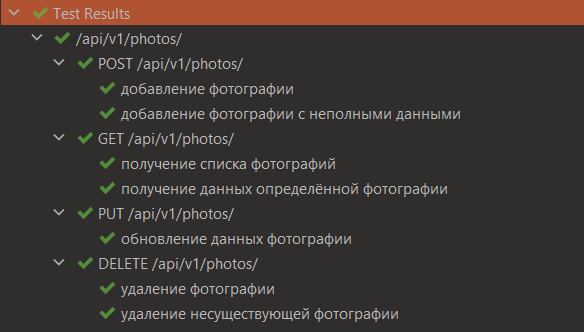 Test Results
/api/v1/photos/
POST /api/v1/photos/
добавление фотографии
добавление фотографии с неполными данными
GET /api/v1/photos/
получение списка фотографий
получение данных определённой фотографии
PUT /api/v1/photos/
обновление данных фотографии
DELETE /api/v1/photos/
удаление фотографии
удаление несуществующей фотографии